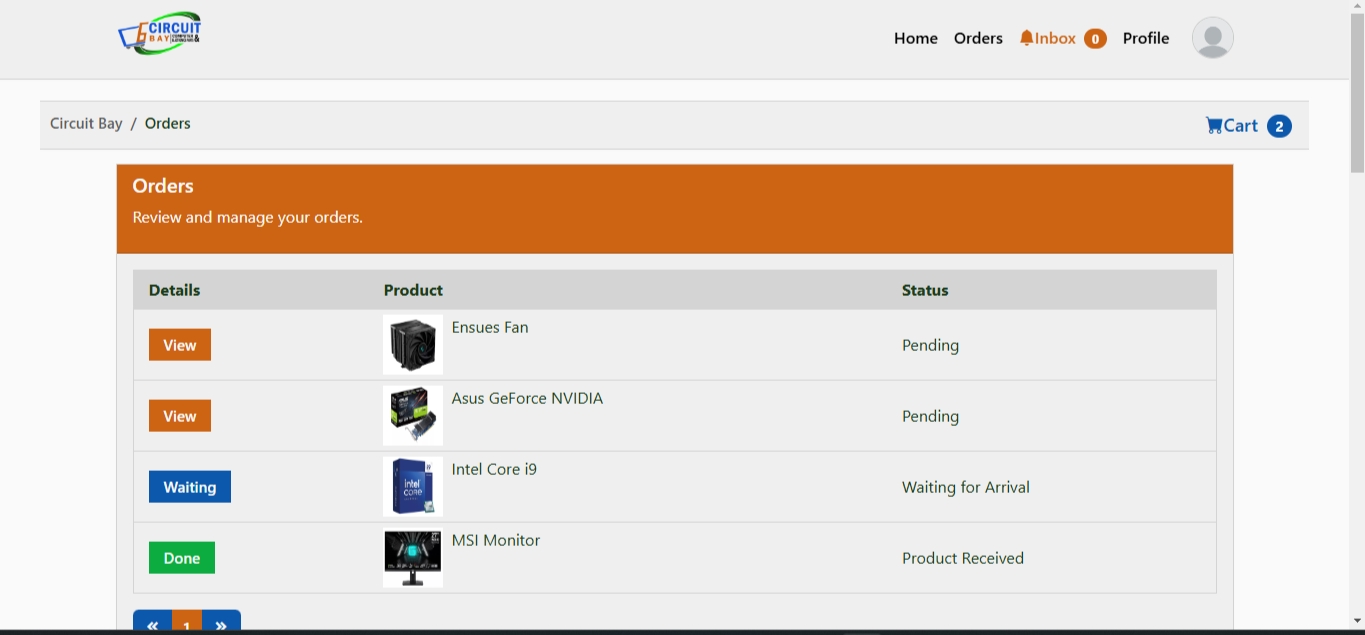 CIRCUIT
BAY
Home Orders Inbox 0 Profile
Circuit Bay / Orders
Cart 2
Orders
Review and manage your orders.
Details Product Status
View Ensues Fan Pending
View Asus GeForce NVIDIA Pending
Waiting Intel Core i9 Waiting for Arrival
Done MSI Monitor Product Received
« 1 »